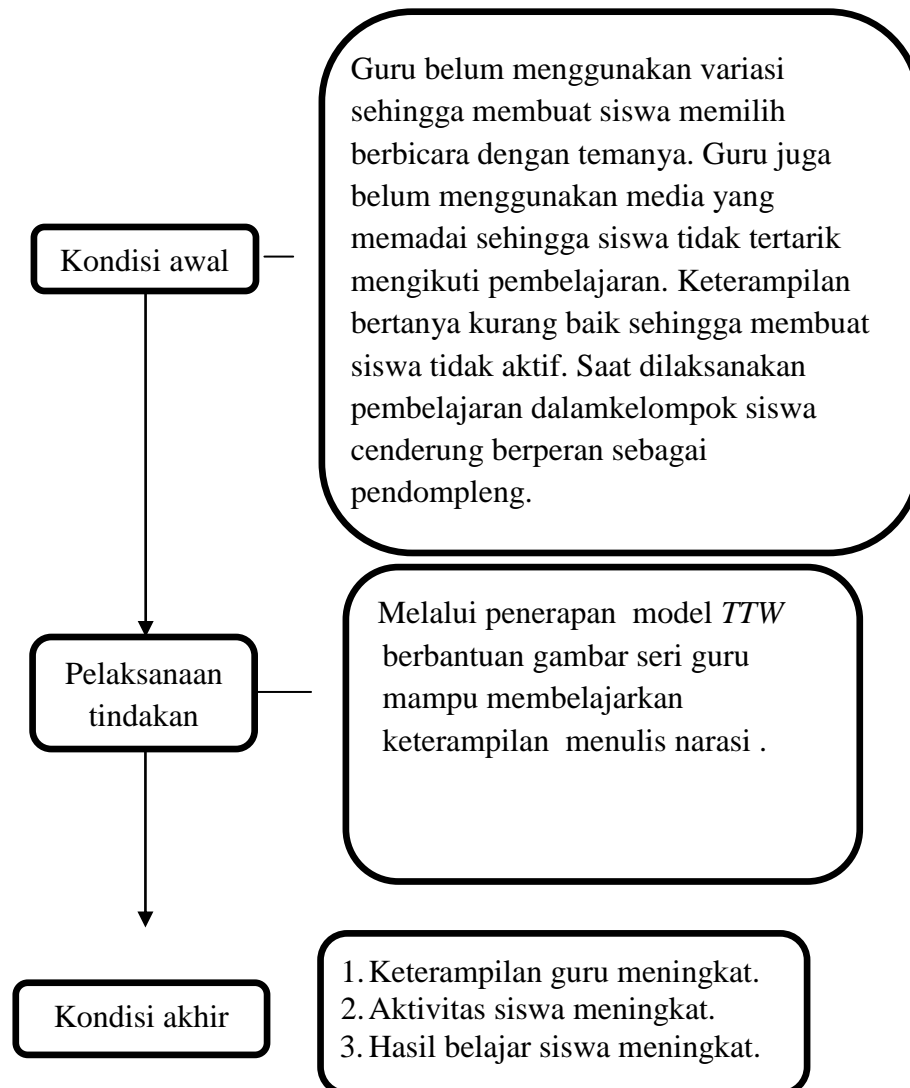 Kondisi awal
Guru belum menggunakan variasi
sehingga membuat siswa memilih
berbicara dengan temanya. Guru juga
belum menggunakan media yang
memadai sehingga siswa tidak tertarik
mengikuti pembelajaran. Keterampilan
bertanya kurang baik sehingga membuat
siswa tidak aktif. Saat dilaksanakan
pembelajaran dalamkelompok siswa
cenderung berperan sebagai
pendompleng.
Pelaksanaan
tindakan
Melalui penerapan  model TTW
berbantuan gambar seri guru
mampu membelajarkan
keterampilan  menulis narasi .
Kondisi akhir
1. Keterampilan guru meningkat.
2. Aktivitas siswa meningkat.
3. Hasil belajar siswa meningkat.